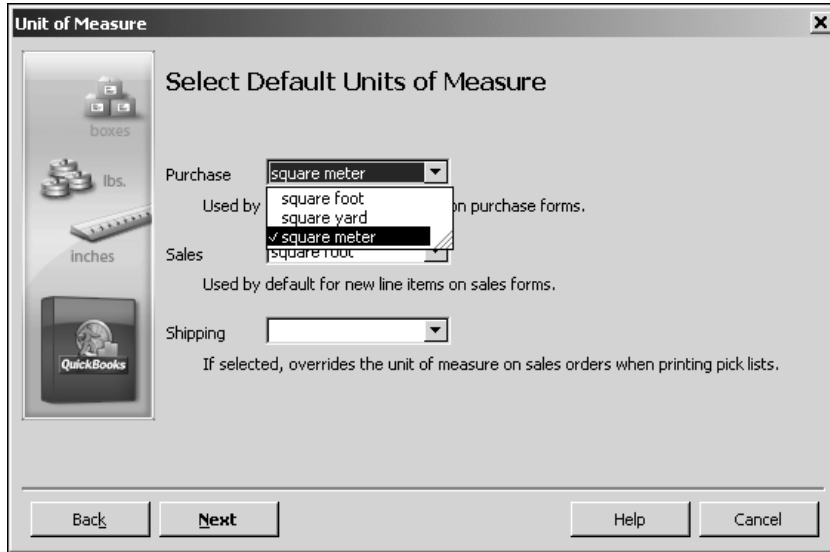 Unit of Measure
Select Default Units of Measure
boxes
lbs.
inches
QuickBooks
Purchase square meter
square foot
square yard
✓ square meter
Used by on purchase forms.
Sales square foot
Used by default for new line items on sales forms.
Shipping
If selected, overrides the unit of measure on sales orders when printing pick lists.
Back Next Help Cancel